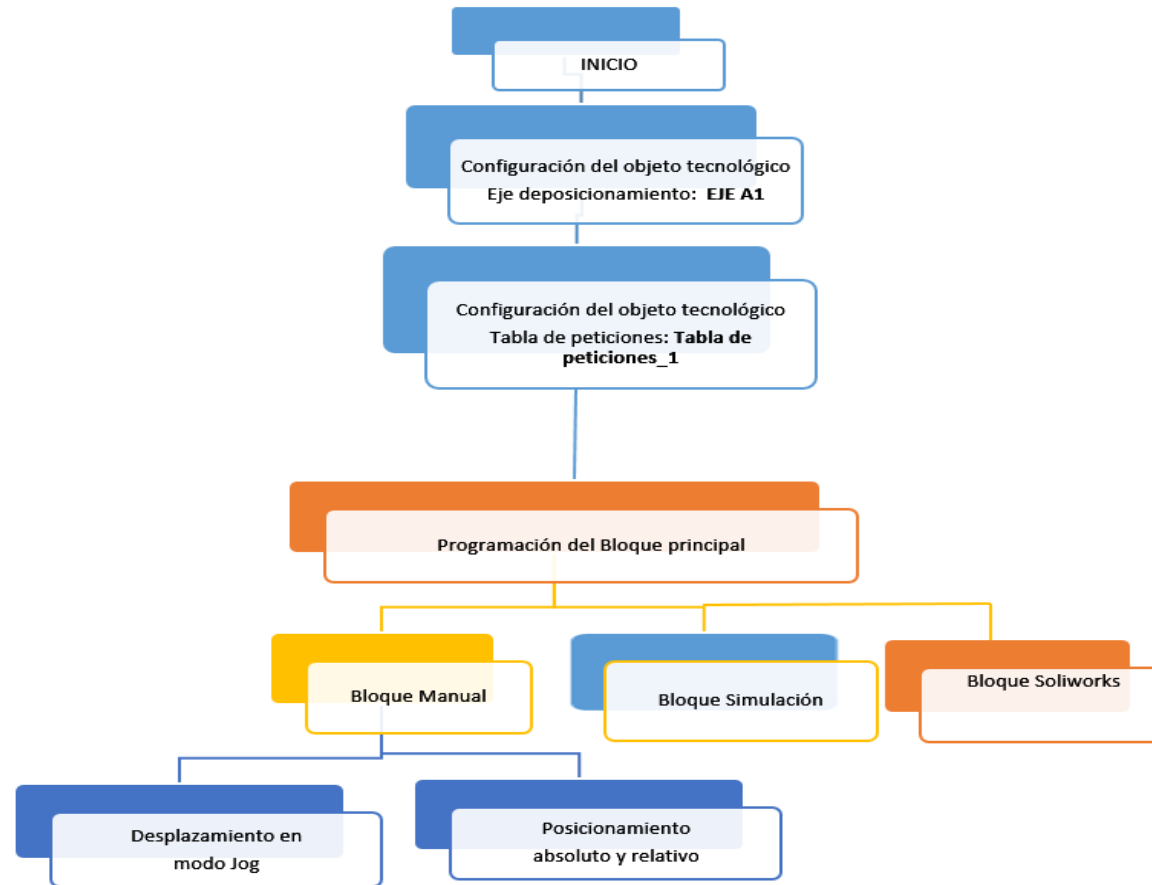 INICIO
Configuración del objeto tecnológico
Eje deposicionamiento: EJE A1
Configuración del objeto tecnológico
Tabla de peticiones: Tabla de
peticiones_1
Programación del Bloque principal
Bloque Manual
Bloque Simulación
Bloque Soliworks
Desplazamiento en
modo Jog
Posicionamiento
absoluto y relativo